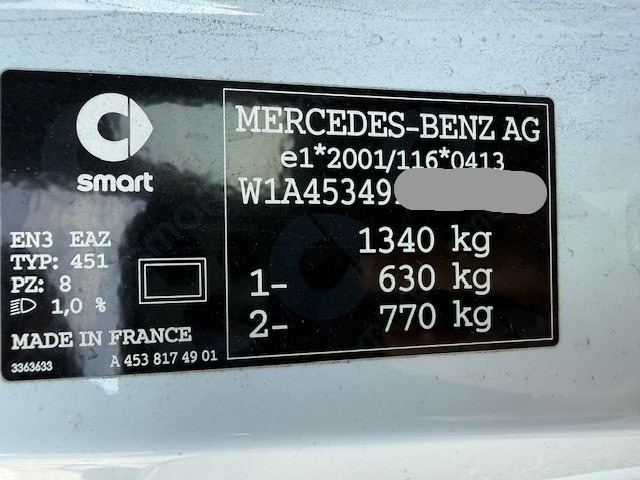 smart
EN3 EAZ
TYP: 451
PZ: 8
1,0 %
MADE IN FRANCE
3363633
A 453 817 49 01
MERCEDES-BENZ AG
e1*2001/116*0413
W1A45349
1340 kg
1- 630 kg
2- 770 kg